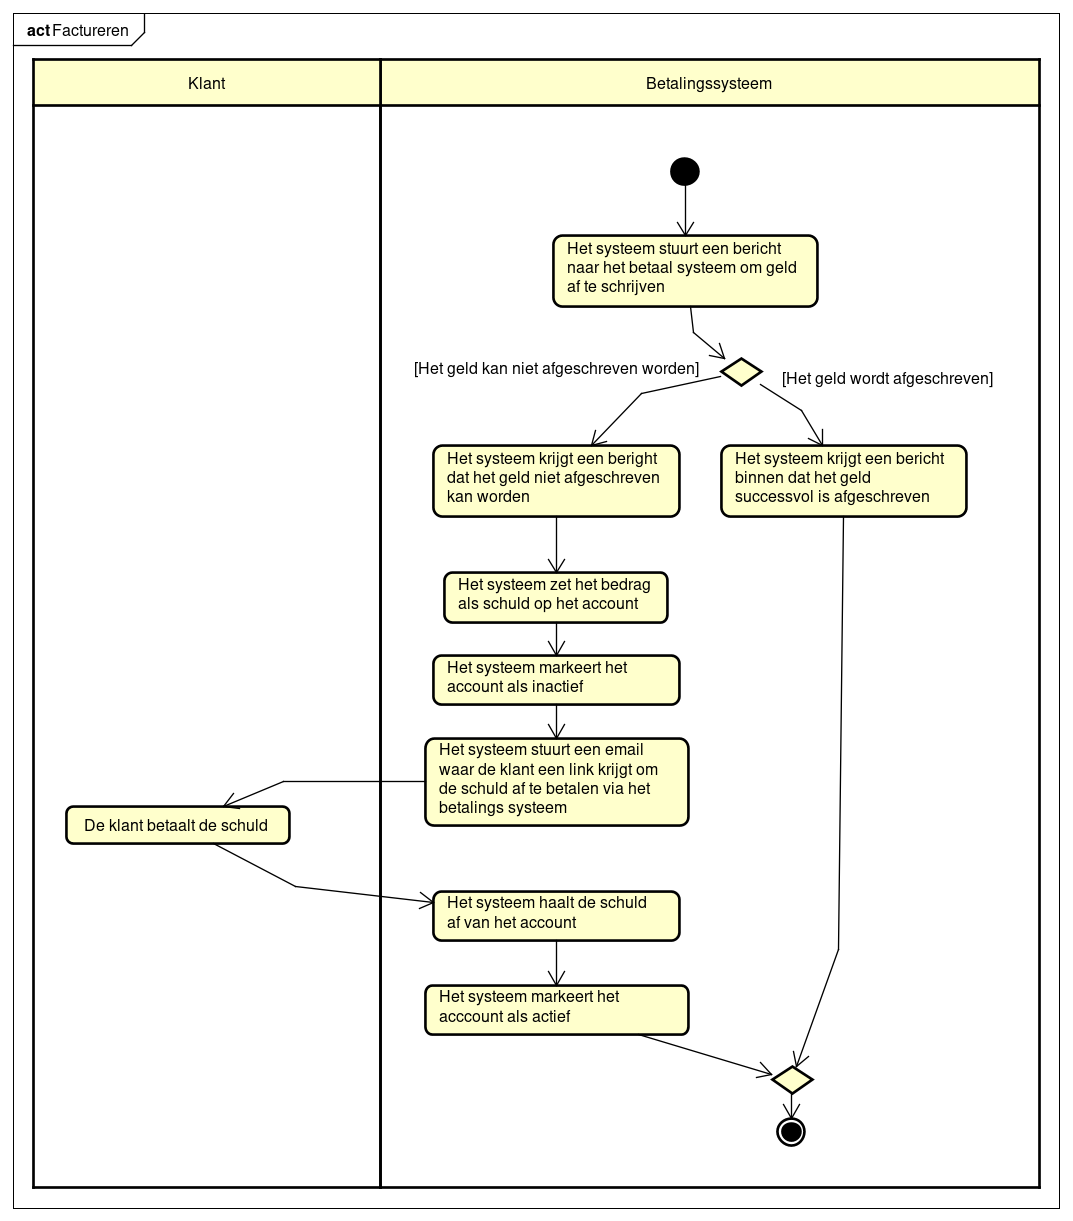 act Factureren
Klant
Betalingssysteem
Het systeem stuurt een bericht
naar het betaal systeem om geld
af te schrijven
[Het geld kan niet afgeschreven worden]
[Het geld wordt afgeschreven]
Het systeem krijgt een beright
dat het geld niet afgeschreven
kan worden
Het systeem krijgt een bericht
binnen dat het geld
successvol is afgeschreven
Het systeem zet het bedrag
als schuld op het account
Het systeem markeert het
account als inactief
Het systeem stuurt een email
waar de klant een link krijgt om
de schuld af te betalen via het
betalings systeem
De klant betaalt de schuld
Het systeem haalt de schuld
af van het account
Het systeem markeert het
acccount als actief